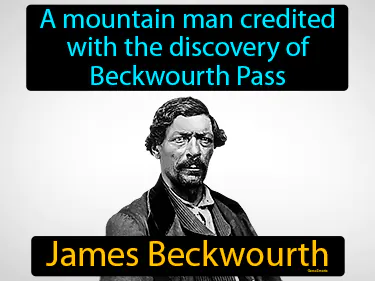 A mountain man credited
with the discovery of
Beckwourth Pass
James Beckwourth